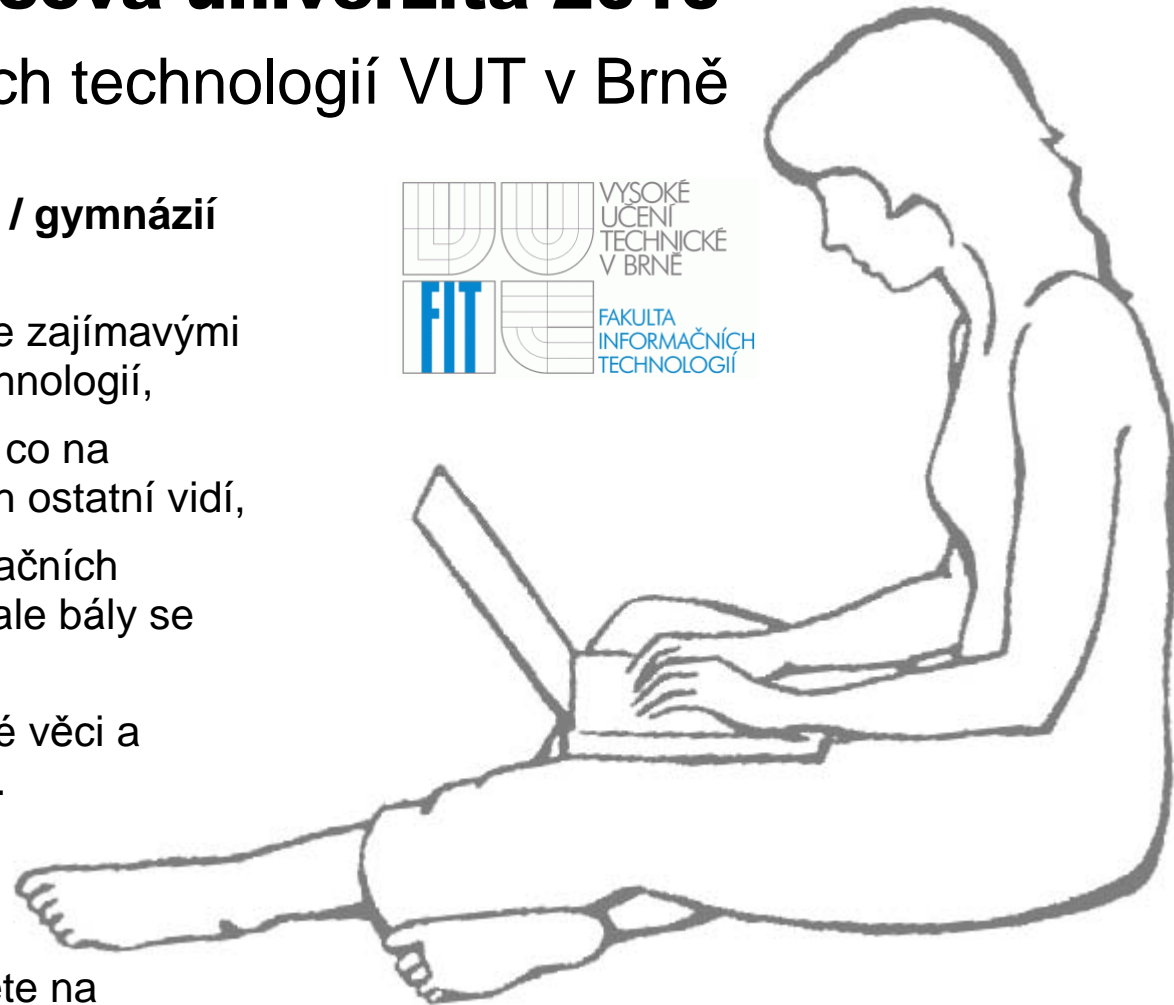 ch technologií VUT v Brně
/ gymnázií
VYSOKÉ
UČENÍ
TECHNICKÉ
V BRNĚ
FIT
FAKULTA
INFORMAČNÍCH
TECHNOLOGIÍ
e zajímavými
hnologií,
co na
h ostatní vidí,
ačních
ale bály se
é věci a
ete na